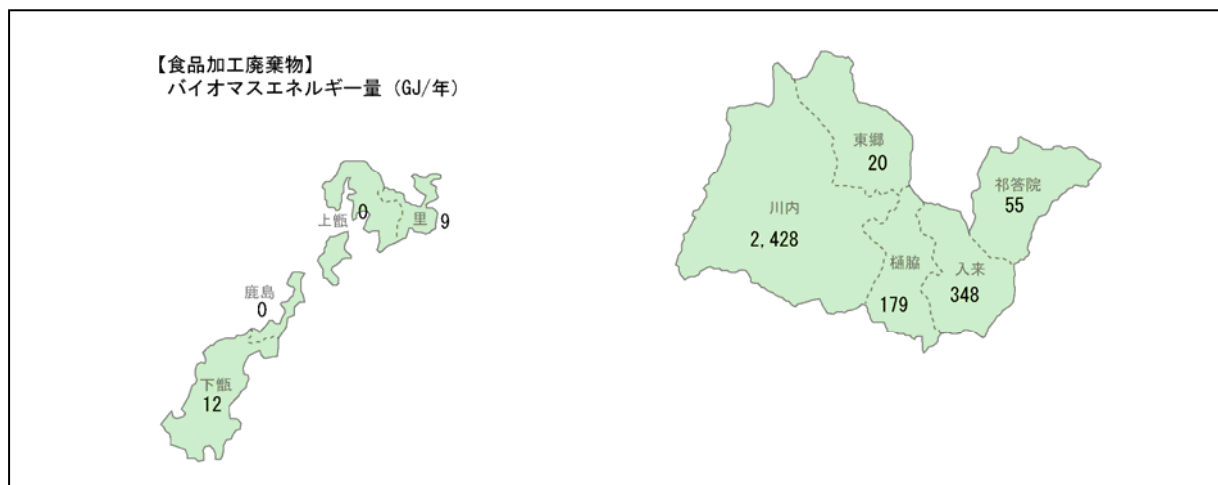 【食品加工廃棄物】
バイオマスエネルギー量（GJ/年）
上甑
0
里
9
鹿島
0
下甑
12
東郷
20
祁答院
55
川内
2,428
樋脇
179
入来
348